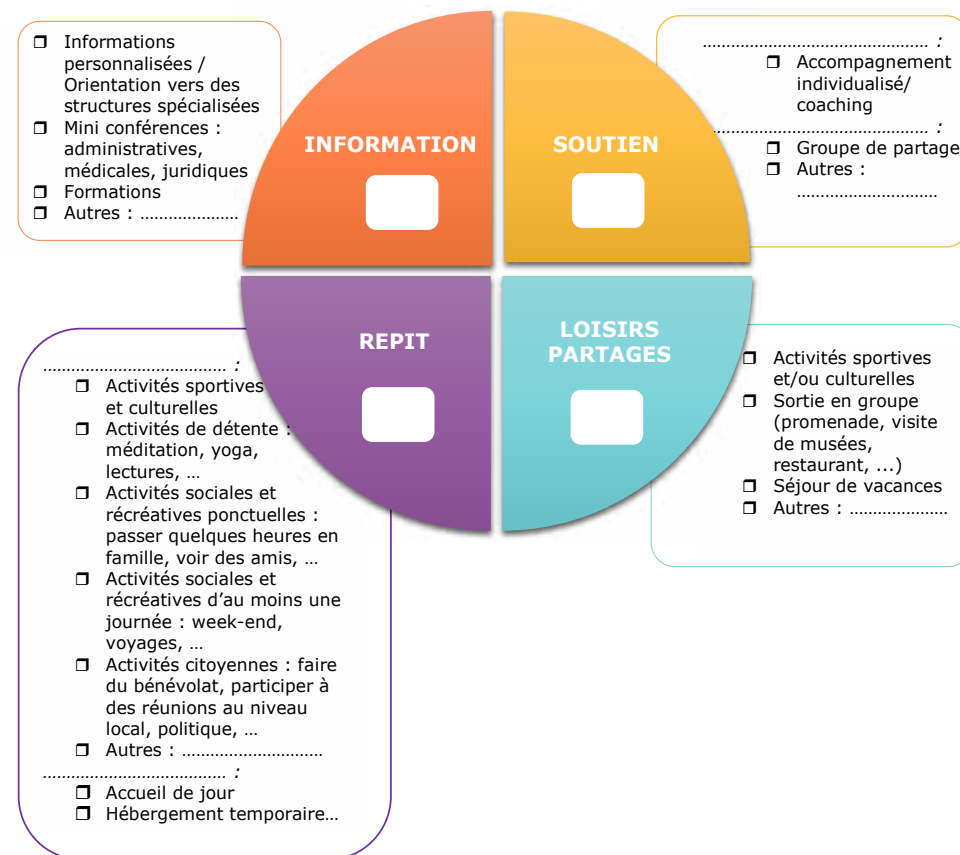 ❒ Informations
personnalisées /
Orientation vers des
structures spécialisées
❒ Mini conférences :
administratives,
médicales, juridiques
❒ Formations
❒ Autres : .....................
INFORMATION
SOUTIEN
................................................ :
❒ Accompagnement
individualisé/
coaching
................................................ :
❒ Groupe de partage
❒ Autres :
..............................
REPIT
LOISIRS
PARTAGES
....................................... :
❒ Activités sportives
et culturelles
❒ Activités de détente :
méditation, yoga,
lectures, …
❒ Activités sociales et
récréatives ponctuelles :
passer quelques heures en
famille, voir des amis, …
❒ Activités sociales et
récréatives d’au moins une
journée : week-end,
voyages, …
❒ Activités citoyennes : faire
du bénévolat, participer à
des réunions au niveau
local, politique, …
❒ Autres : ..............................
....................................... :
❒ Accueil de jour
❒ Hébergement temporaire…
❒ Activités sportives
et/ou culturelles
❒ Sortie en groupe
(promenade, visite
de musées,
restaurant, ...)
❒ Séjour de vacances
❒ Autres : .....................